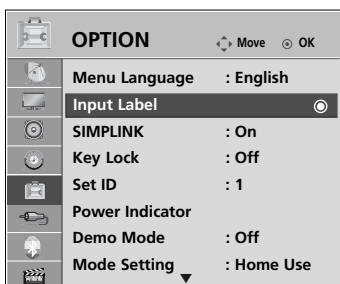 OPTION Move OK
Menu Language : English
Input Label
SIMPLINK : On
Key Lock : Off
Set ID : 1
Power Indicator
Demo Mode : Off
Mode Setting : Home Use